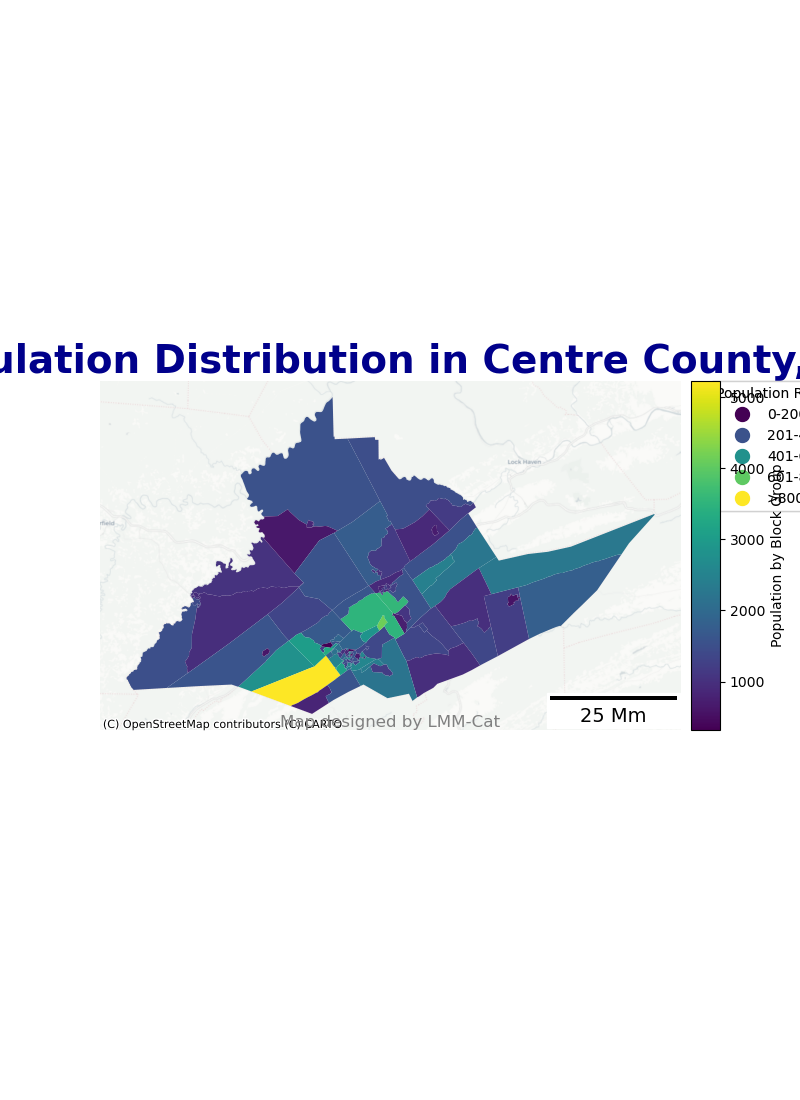 ulation Distribution in Centre County,
Population R
0-200
201-4
401-6
601-8
>800
5000
4000
3000
2000
1000
Population by Block Group
Lock Haven
field
25 Mm
(C) OpenStreetMap contributors (C) CARTO
Map designed by LMM-Cat